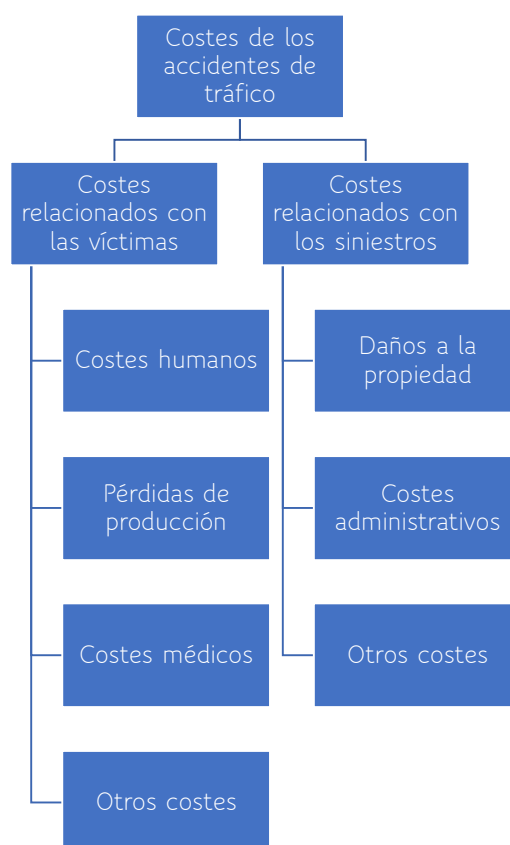 Costes de los
accidentes de
tráfico
Costes
relacionados con
las víctimas
Costes humanos
Pérdidas de
producción
Costes médicos
Otros costes
Costes
relacionados con
los siniestros
Daños a la
propiedad
Costes
administrativos
Otros costes